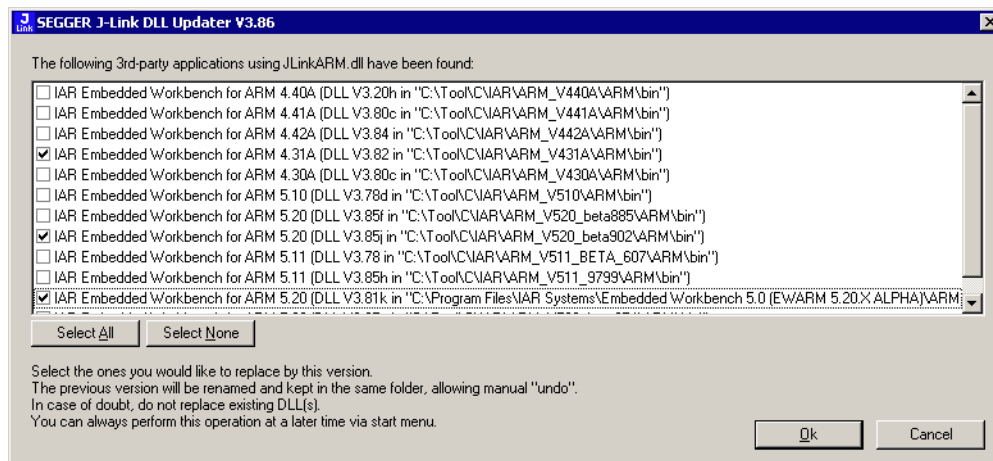 J Link SEGGER J-Link DLL Updater V3.86
The following 3rd-party applications using JLinkARM.dll have been found:
IAR Embedded Workbench for ARM 4.40A (DLL V3.20h in "C:\Tool\C\IAR\ARM_V440A\ARM\bin")
IAR Embedded Workbench for ARM 4.41A (DLL V3.80c in "C:\Tool\C\IAR\ARM_V441A\ARM\bin")
IAR Embedded Workbench for ARM 4.42A (DLL V3.84 in "C:\Tool\C\IAR\ARM_V442A\ARM\bin")
IAR Embedded Workbench for ARM 4.31A (DLL V3.82 in "C:\Tool\C\IAR\ARM_V431A\ARM\bin")
IAR Embedded Workbench for ARM 4.30A (DLL V3.80c in "C:\Tool\C\IAR\ARM_V430A\ARM\bin")
IAR Embedded Workbench for ARM 5.10 (DLL V3.78d in "C:\Tool\C\IAR\ARM_V510\ARM\bin")
IAR Embedded Workbench for ARM 5.20 (DLL V3.85f in "C:\Tool\C\IAR\ARM_V520_beta885\ARM\bin")
IAR Embedded Workbench for ARM 5.20 (DLL V3.85j in "C:\Tool\C\IAR\ARM_V520_beta902\ARM\bin")
IAR Embedded Workbench for ARM 5.11 (DLL V3.78 in "C:\Tool\C\IAR\ARM_V511_BETA_607\ARM\bin")
IAR Embedded Workbench for ARM 5.11 (DLL V3.85h in "C:\Tool\C\IAR\ARM_V511_9799\ARM\bin")
IAR Embedded Workbench for ARM 5.20 (DLL V3.81k in "C:\Program Files\IAR Systems\Embedded Workbench 5.0 (EWARM 5.20.X ALPHA)\ARM
Select All Select None
Select the ones you would like to replace by this version.
The previous version will be renamed and kept in the same folder, allowing manual "undo".
In case of doubt, do not replace existing DLL(s).
You can always perform this operation at a later time via start menu.
Ok Cancel